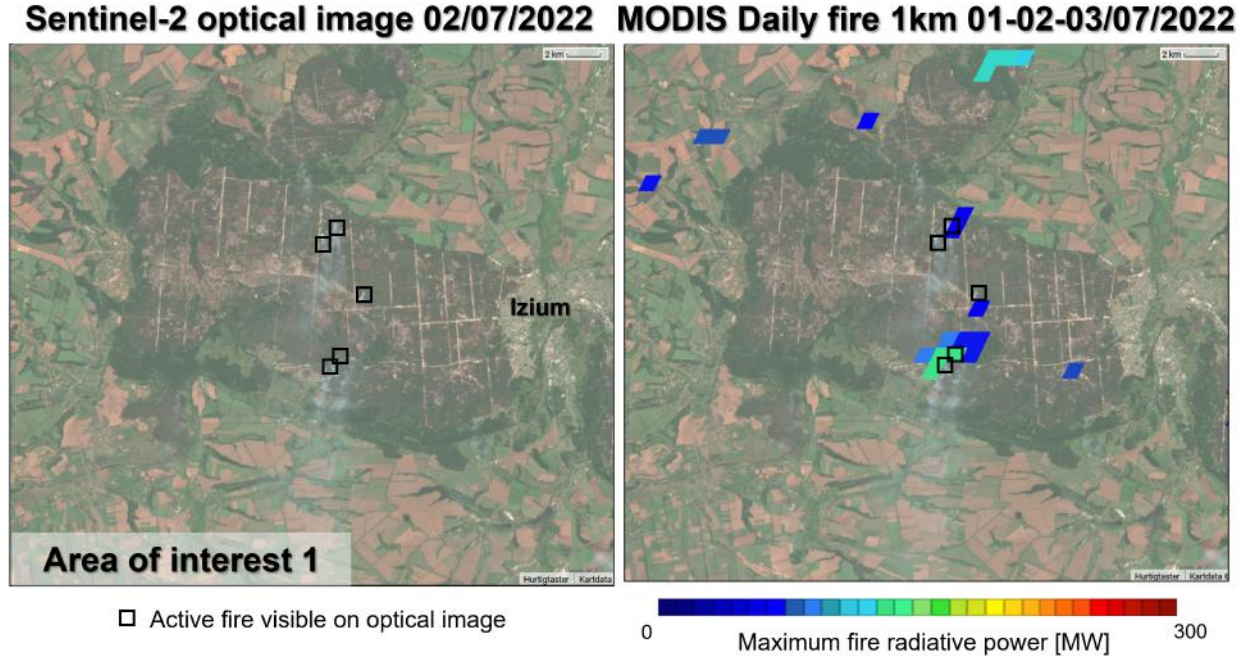 Sentinel-2 optical image 02/07/2022
MODIS Daily fire 1km 01-02-03/07/2022
2 km
2 km
Izium
Area of interest 1
Hurtigtaster
Kartdata
Hurtigtaster
Kartdata
Active fire visible on optical image
0
300
Maximum fire radiative power [MW]